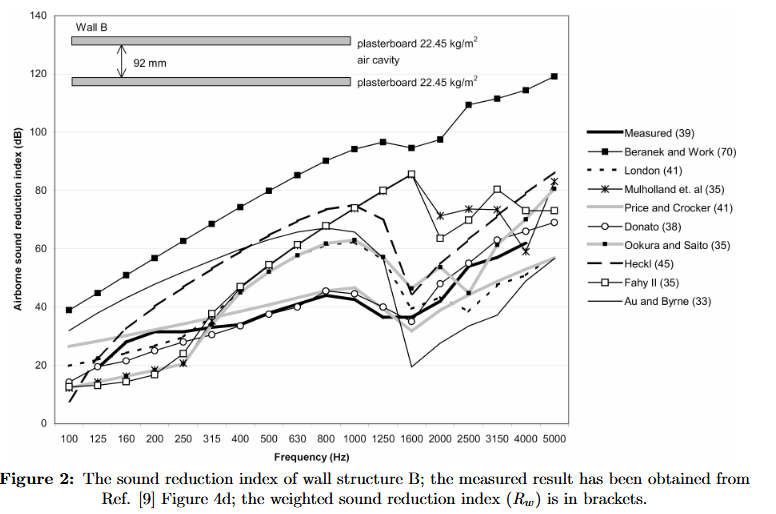 140
Wall B
plasterboard 22.45 kg/m²
air cavity
92 mm
plasterboard 22.45 kg/m²
120
100
80
60
40
20
0
Airborne sound reduction index (dB)
100 125 160 200 250 315 400 500 630 800 1000 1250 1600 2000 2500 3150 4000 5000
Frequency (Hz)
Measured (39)
Beranek and Work (70)
London (41)
Mulholland et. al (35)
Price and Crocker (41)
Donato (38)
Ookura and Saito (35)
Heckl (45)
Fahy II (35)
Au and Byrne (33)
Figure 2: The sound reduction index of wall structure B; the measured result has been obtained from
Ref. [9] Figure 4d; the weighted sound reduction index (R_w) is in brackets.